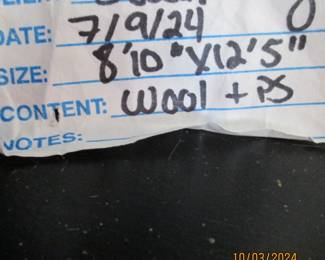 DATE: 7/9/24
SIZE: 8'10"X12'5"
CONTENT: WOOl + PS
NOTES:
10/03/2024